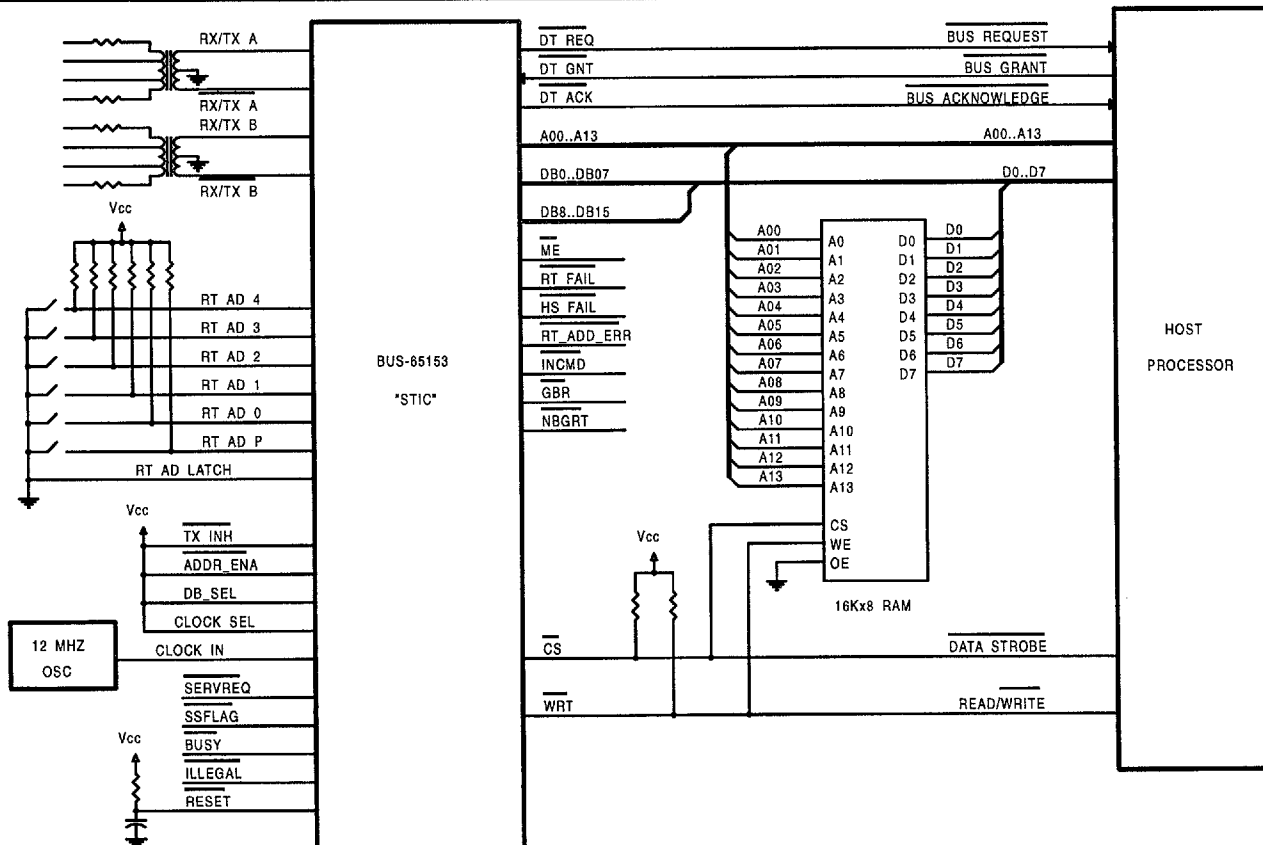 RX/TX A
RX/TX A
RX/TX B
RX/TX B
Vcc
RT AD 4
RT AD 3
RT AD 2
RT AD 1
RT AD 0
RT AD P
RT AD LATCH
Vcc
TX INH
ADDR_ENA
DB_SEL
CLOCK SEL
12 MHZ
OSC
CLOCK IN
SERVREQ
SSFLAG
BUSY
ILLEGAL
RESET
Vcc
BUS-65153
"STIC"
DT REQ
DT GNT
DT ACK
A00..A13
DB0..DB07
DB8..DB15
ME
RT FAIL
HS FAIL
RT_ADD_ERR
INCMD
GBR
NBGRT
CS
WRT
Vcc
BUS REQUEST
BUS GRANT
BUS ACKNOWLEDGE
A00..A13
D0..D7
A00
A01
A02
A03
A04
A05
A06
A07
A08
A09
A10
A11
A12
A13
A0
A1
A2
A3
A4
A5
A6
A7
A8
A9
A10
A11
A12
A13
CS
WE
OE
D0
D1
D2
D3
D4
D5
D6
D7
D0
D1
D2
D3
D4
D5
D6
D7
16Kx8 RAM
DATA STROBE
READ/WRITE
HOST
PROCESSOR